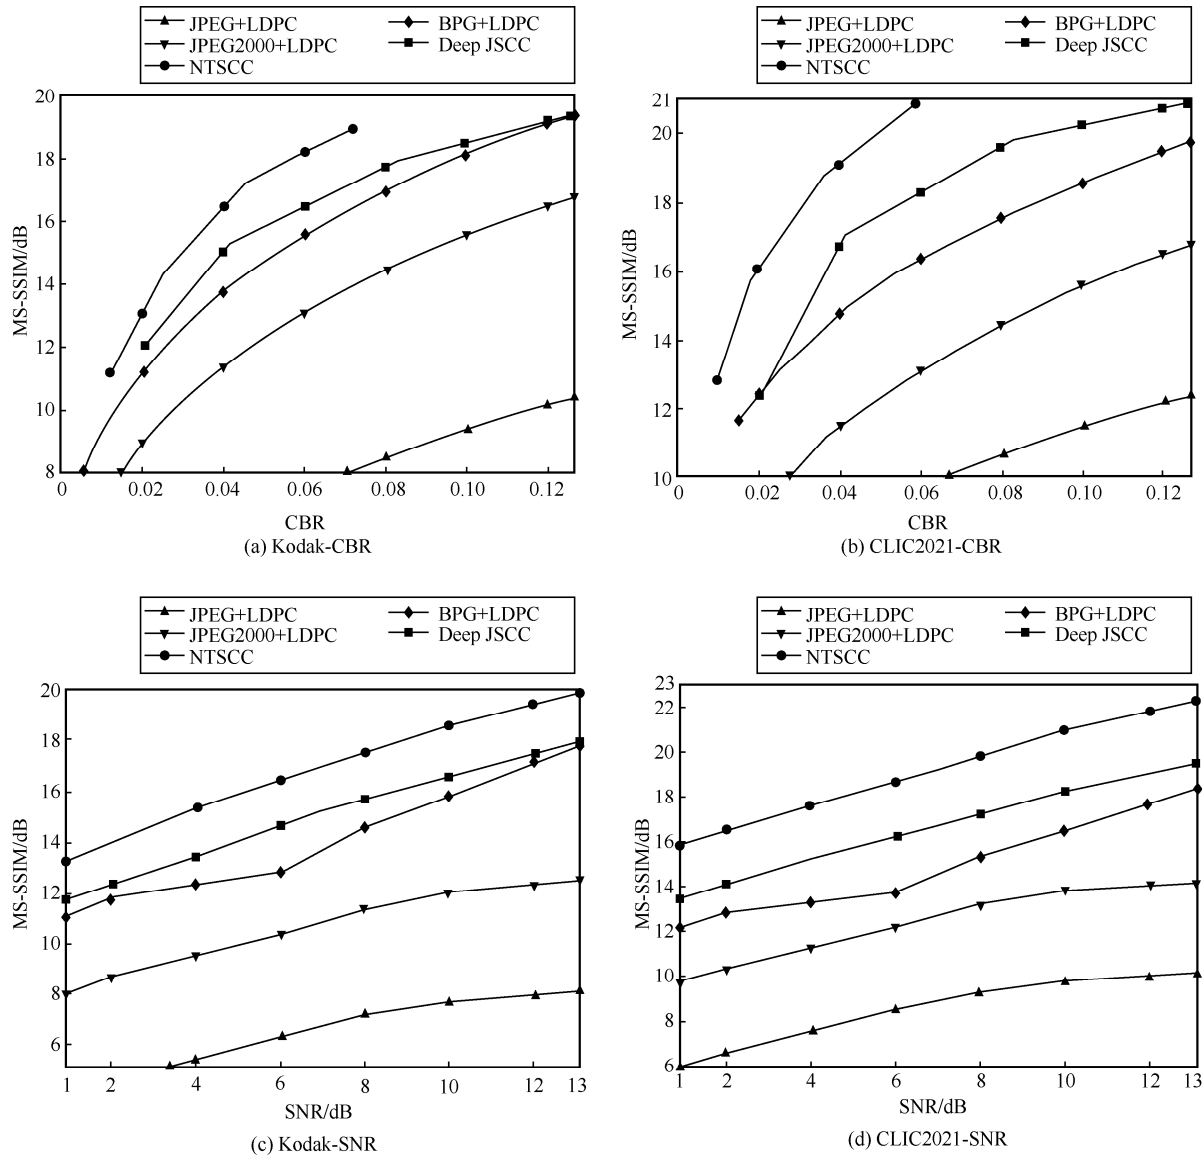 JPEG+LDPC
BPG+LDPC
JPEG2000+LDPC
Deep JSCC
NTSCC
20
18
16
14
12
10
8
MS-SSIM/dB
0
0.02
0.04
0.06
0.08
0.10
0.12
CBR
(a) Kodak-CBR
JPEG+LDPC
BPG+LDPC
JPEG2000+LDPC
Deep JSCC
NTSCC
21
20
18
16
14
12
10
MS-SSIM/dB
0
0.02
0.04
0.06
0.08
0.10
0.12
CBR
(b) CLIC2021-CBR
JPEG+LDPC
BPG+LDPC
JPEG2000+LDPC
Deep JSCC
NTSCC
20
18
16
14
12
10
8
6
MS-SSIM/dB
1
2
4
6
8
10
12
13
SNR/dB
(c) Kodak-SNR
JPEG+LDPC
BPG+LDPC
JPEG2000+LDPC
Deep JSCC
NTSCC
23
22
20
18
16
14
12
10
8
6
MS-SSIM/dB
1
2
4
6
8
10
12
13
SNR/dB
(d) CLIC2021-SNR